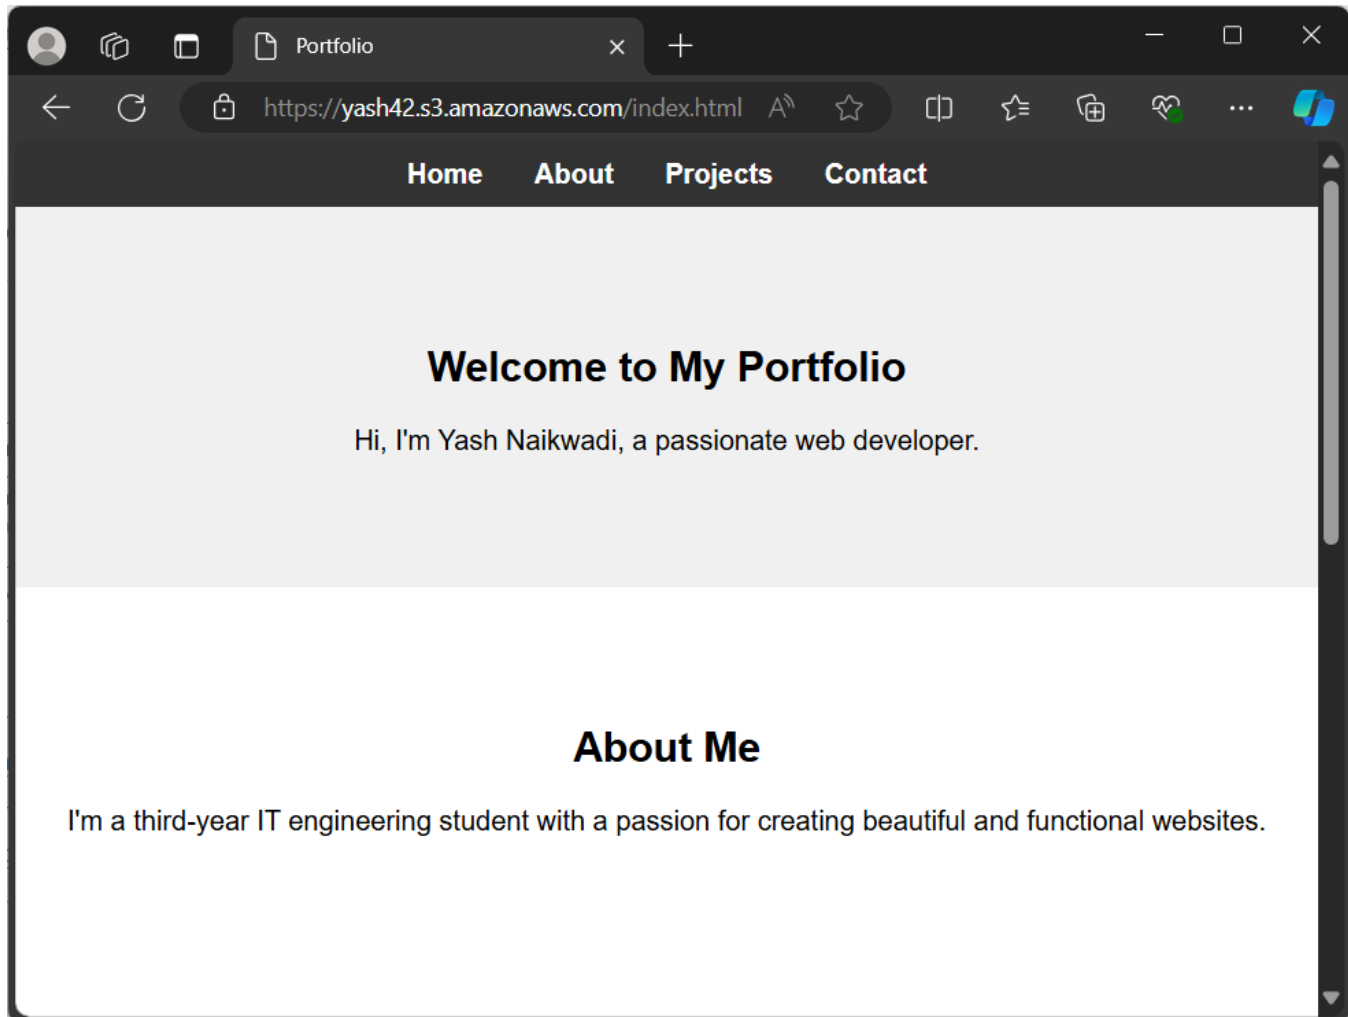 Portfolio
https://yash42.s3.amazonaws.com/index.html
Home About Projects Contact
Welcome to My Portfolio
Hi, I'm Yash Naikwadi, a passionate web developer.
About Me
I'm a third-year IT engineering student with a passion for creating beautiful and functional websites.